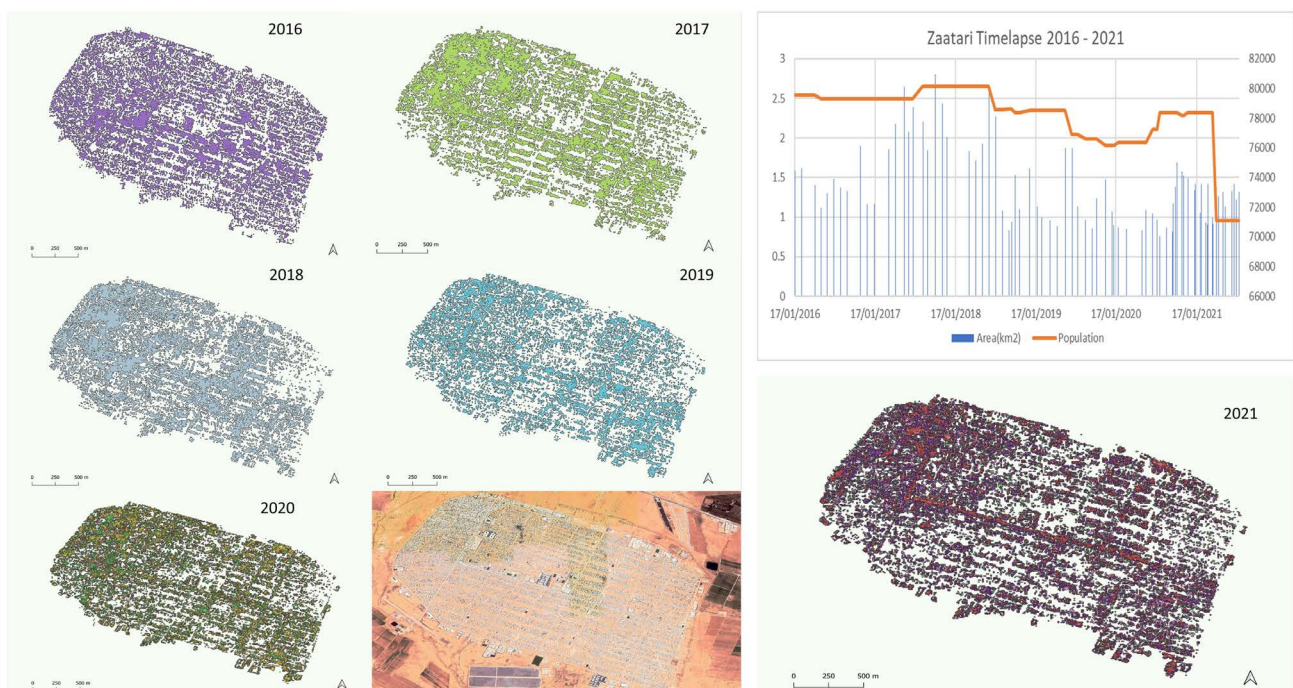 2016
0 250 500 m
2017
0 250 500 m
2018
0 250 500 m
2019
0 250 500 m
2020
0 250 500 m
Zaatari Timelapse 2016 - 2021
3
2.5
2
1.5
1
0.5
0
82000
80000
78000
76000
74000
72000
70000
68000
66000
17/01/2016 17/01/2017 17/01/2018 17/01/2019 17/01/2020 17/01/2021
Area(km2) Population
2021
0 250 500 m